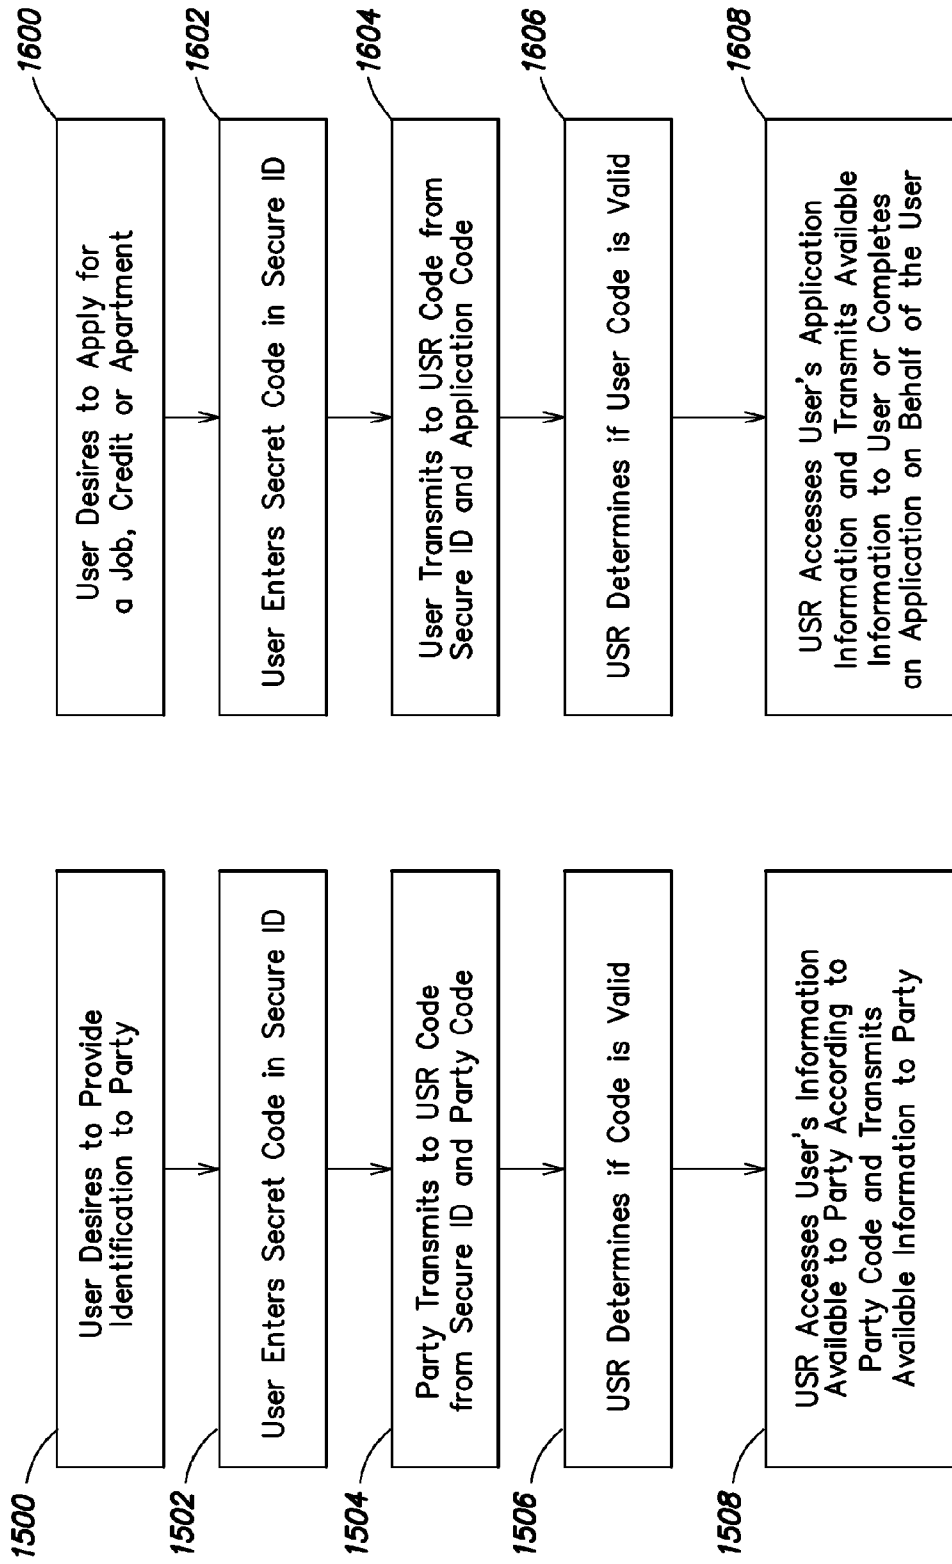 1500
User Desires to Provide
Identification to Party
1502
User Enters Secret Code in Secure ID
1504
Party Transmits to USR Code
from Secure ID and Party Code
1506
USR Determines if Code is Valid
1508
USR Accesses User's Information
Available to Party According to
Party Code and Transmits
Available Information to Party
1600
User Desires to Apply for
a Job, Credit or Apartment
1602
User Enters Secret Code in Secure ID
1604
User Transmits to USR Code from
Secure ID and Application Code
1606
USR Determines if User Code is Valid
1608
USR Accesses User's Application
Information and Transmits Available
Information to User or Completes
an Application on Behalf of the User